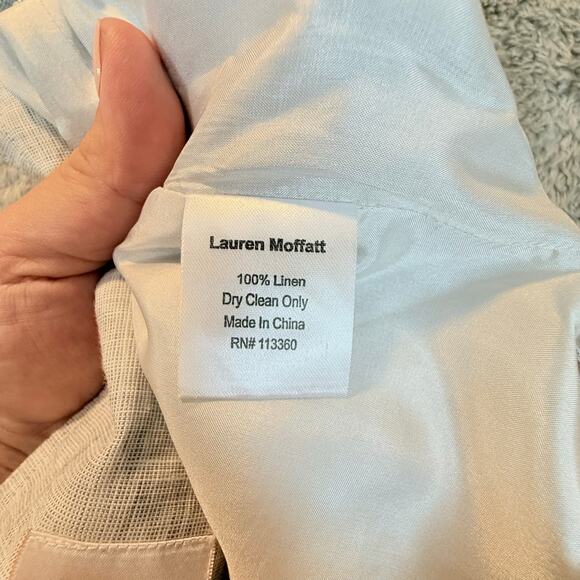 Lauren Moffatt
100% Linen
Dry Clean Only
Made In China
RN# 113360